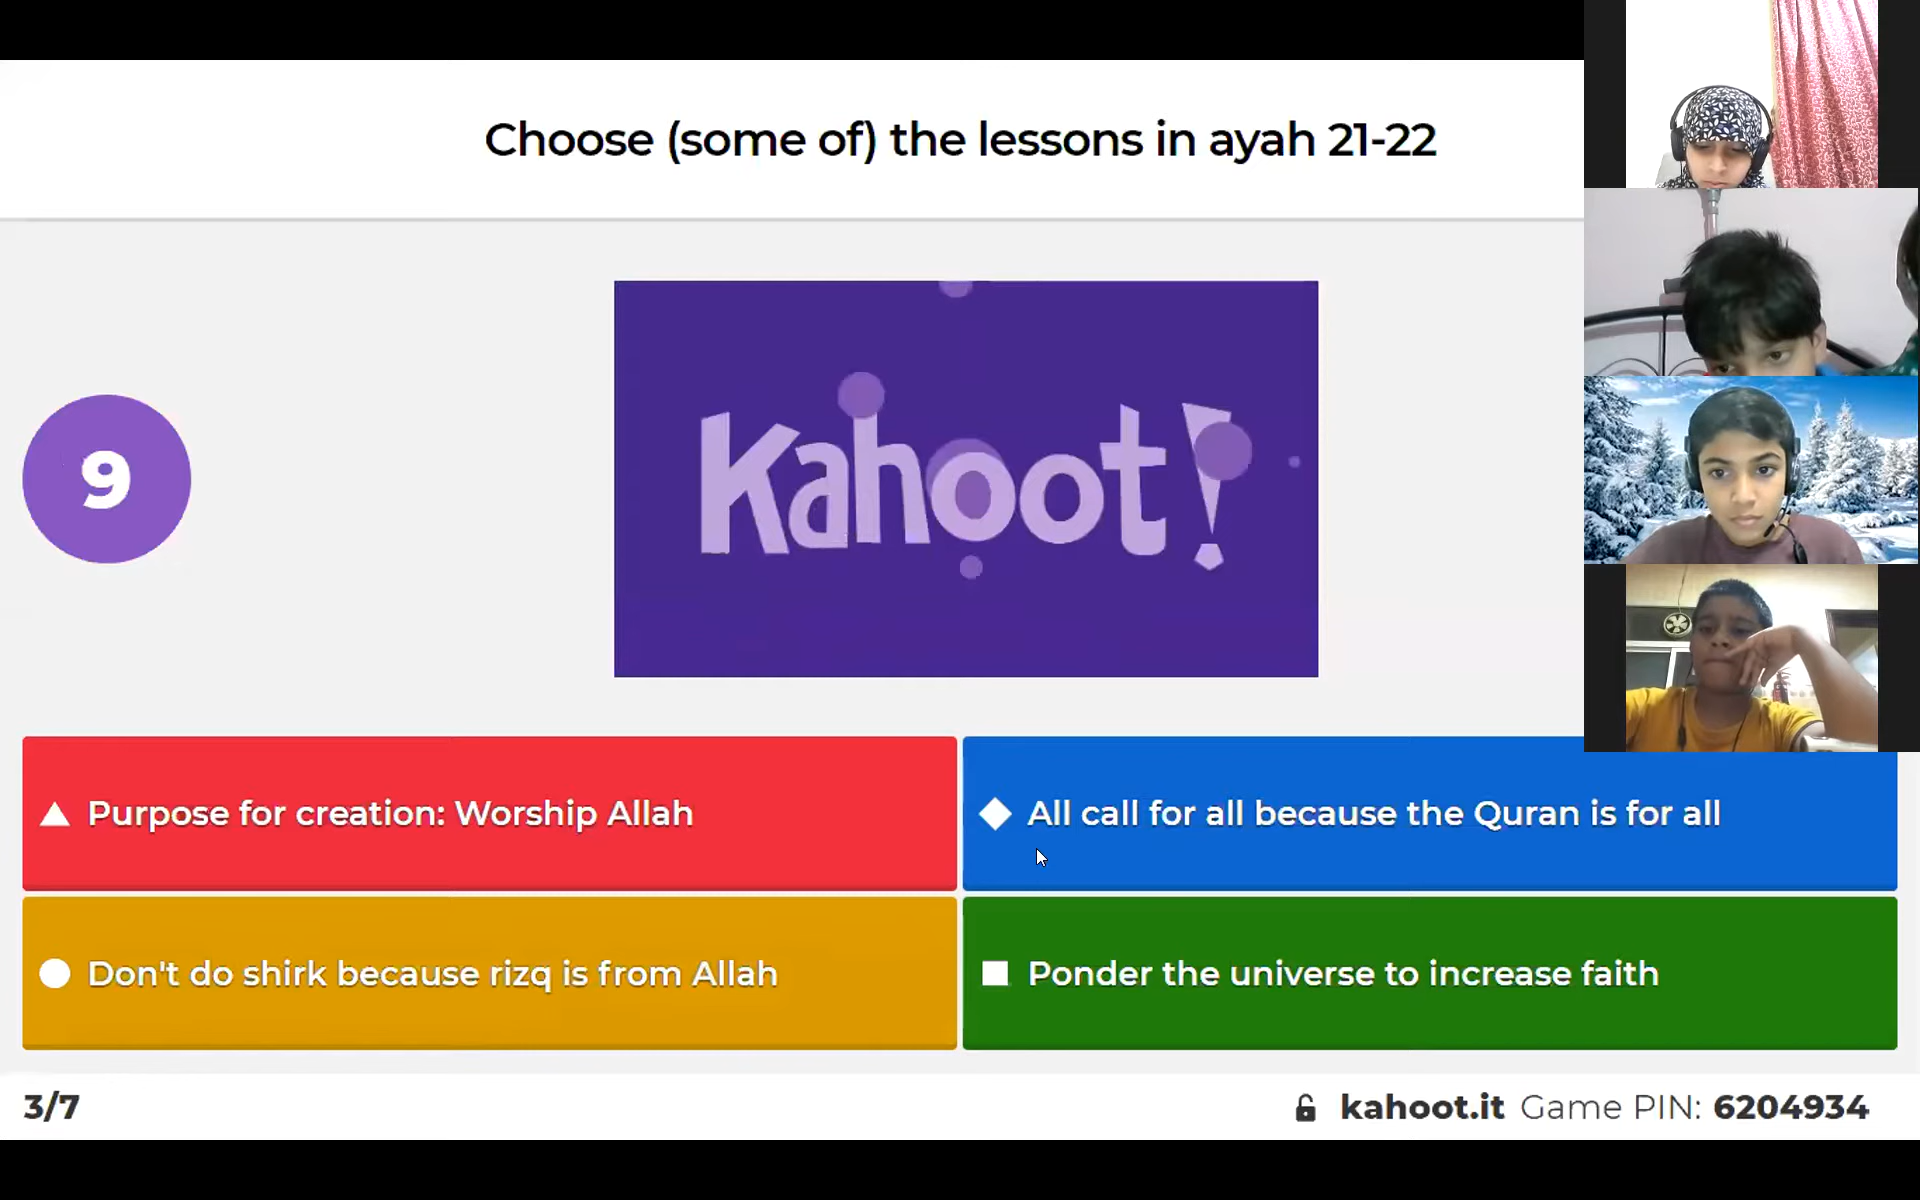 Choose (some of) the lessons in ayah 21-22
9
Kahoot!
Purpose for creation: Worship Allah
All call for all because the Quran is for all
Don't do shirk because rizq is from Allah
Ponder the universe to increase faith
3/7
kahoot.it Game PIN: 6204934